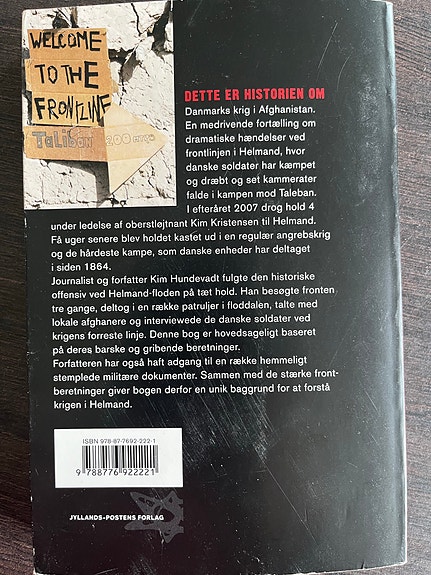 WELCOME
TO THE
FRONTLINE
Taliban 200 m
DETTE ER HISTORIEN OM
Danmarks krig i Afghanistan.
En medrivende fortælling om
dramatiske hændelser ved
frontlinjen i Helmand, hvor
danske soldater har kæmpet
og dræbt og set kammerater
falde i kampen mod Taleban.
I efteråret 2007 drog hold 4
under ledelse af oberstløjtnant Kim Kristensen til Helmand.
Få uger senere blev holdet kastet ud i en regulær angrebskrig
og de hårdeste kampe, som danske enheder har deltaget
i siden 1864.
Journalist og forfatter Kim Hundevadt fulgte den historiske
offensiv ved Helmand-floden på tæt hold. Han besøgte fronten
tre gange, deltog i en række patruljer i floddalen, talte med
lokale afghanere og interviewede de danske soldater ved
krigens forreste linje. Denne bog er hovedsageligt baseret
på deres barske og gribende beretninger.
Forfatteren har også haft adgang til en række hemmeligt
stemplede militære dokumenter. Sammen med de stærke front-
beretninger giver bogen derfor en unik baggrund for at forstå
krigen i Helmand.
ISBN 978-87-7692-222-1
9 788776 922221
JYLLANDS-POSTENS FORLAG